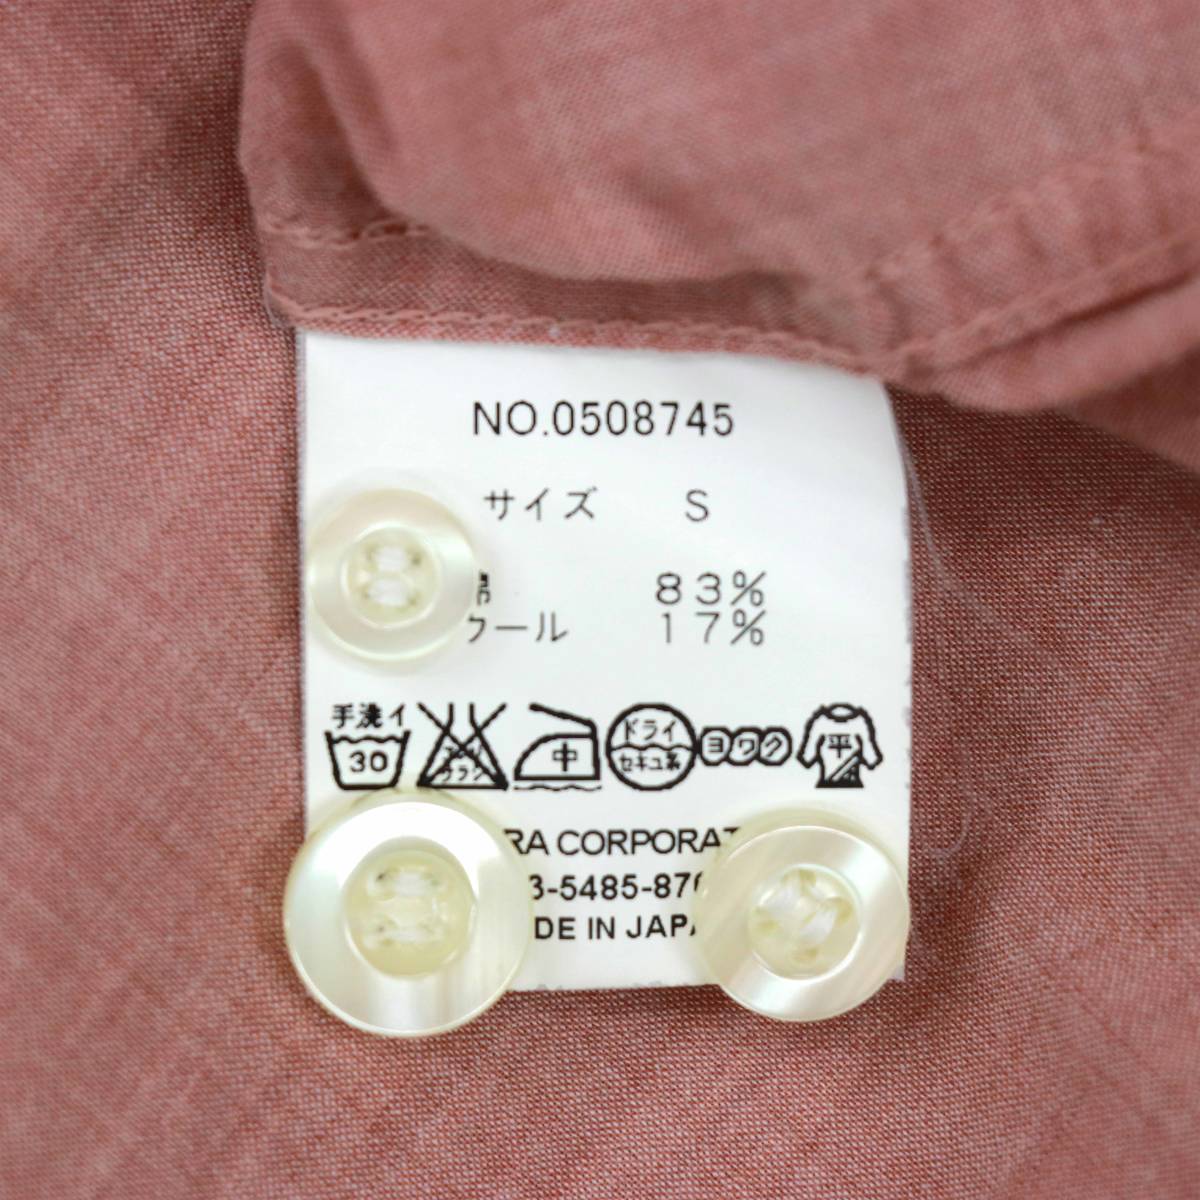 NO.0508745
サイズ S
83%
ール 17%
手洗イ
30
中
ドライ
セキユ系
ヨワク
平
RA CORPORAT
3-5485-87
DE IN JAPA